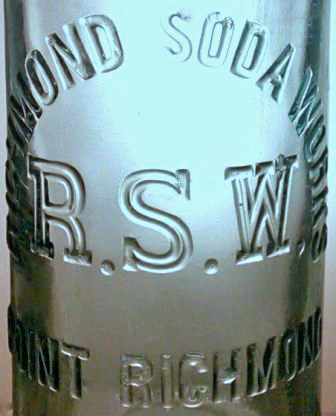 RICHMOND SODA WORKS
R.S.W.
POINT RICHMOND